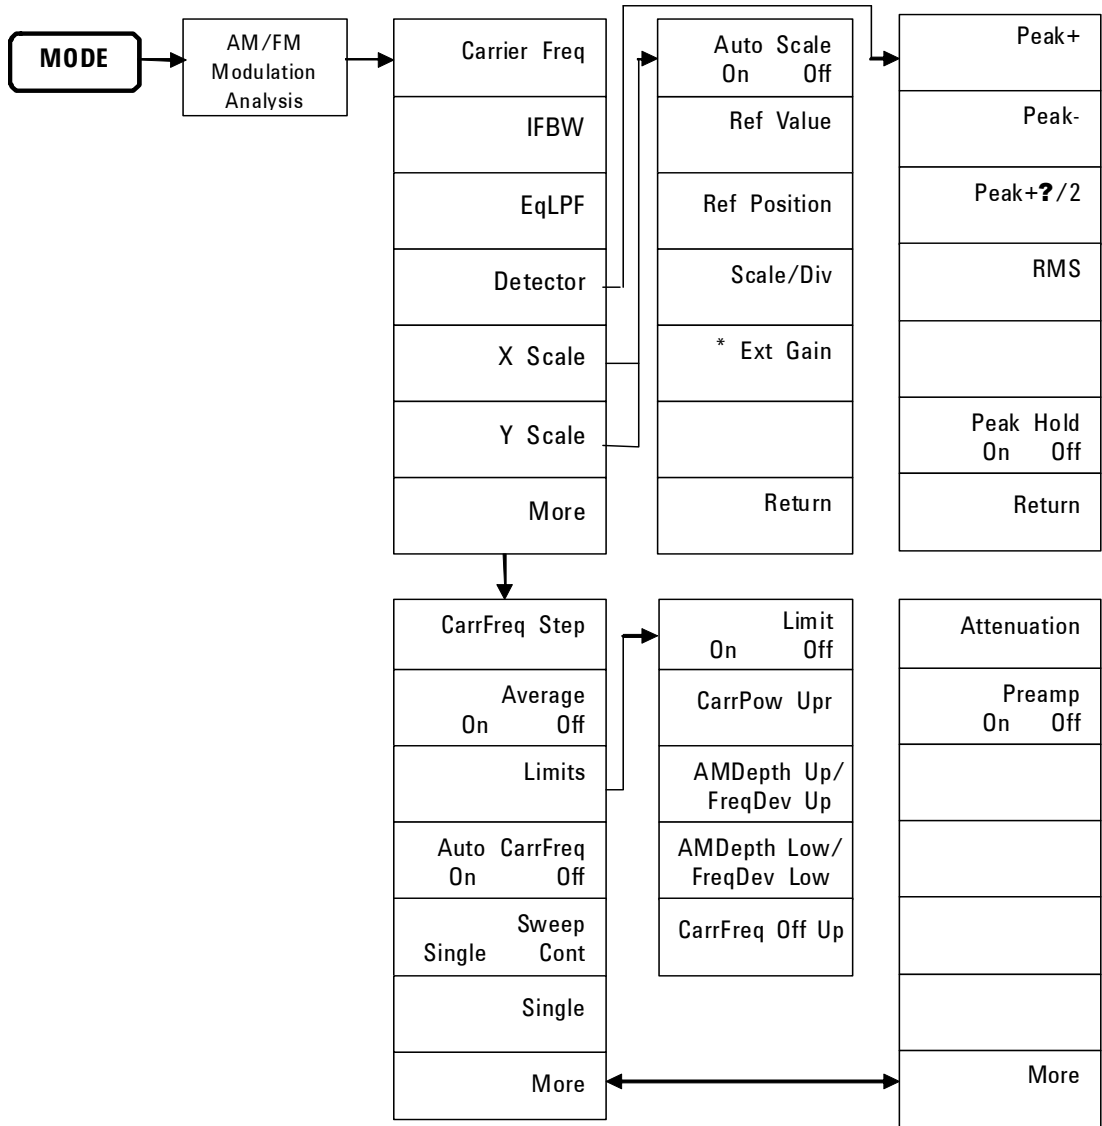 MODE
AM/FM
Modulation
Analysis
Carrier Freq
IFBW
EqLPF
Detector
X Scale
Y Scale
More
Auto Scale
On Off
Ref Value
Ref Position
Scale/Div
* Ext Gain
Return
Peak+
Peak-
Peak+?/2
RMS
Peak Hold
On Off
Return
CarrFreq Step
Average
On Off
Limits
Auto CarrFreq
On Off
Sweep
Single Cont
Single
More
Limit
On Off
CarrPow Upr
AMDepth Up/
FreqDev Up
AMDepth Low/
FreqDev Low
CarrFreq Off Up
Attenuation
Preamp
On Off
More